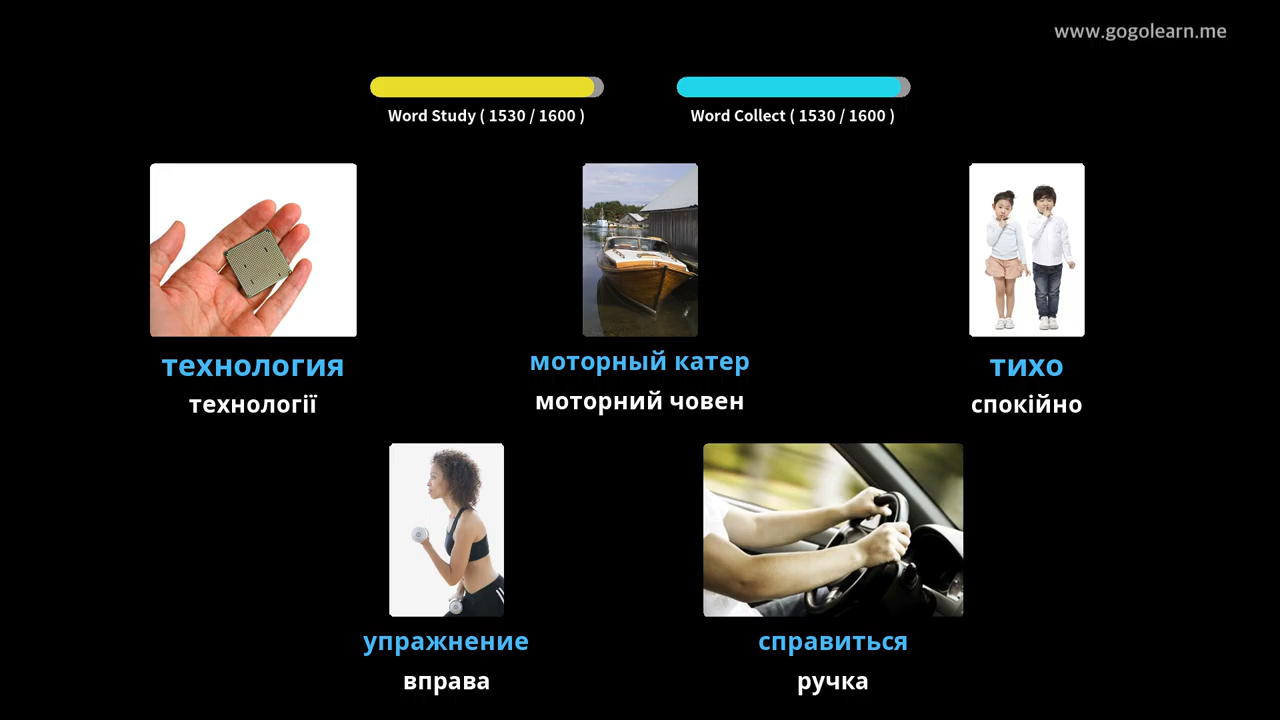 www.gogolearn.me
Word Study ( 1530 / 1600 )
Word Collect ( 1530 / 1600 )
технология
технології
моторный катер
моторний човен
тихо
спокійно
упражнение
вправа
справиться
ручка